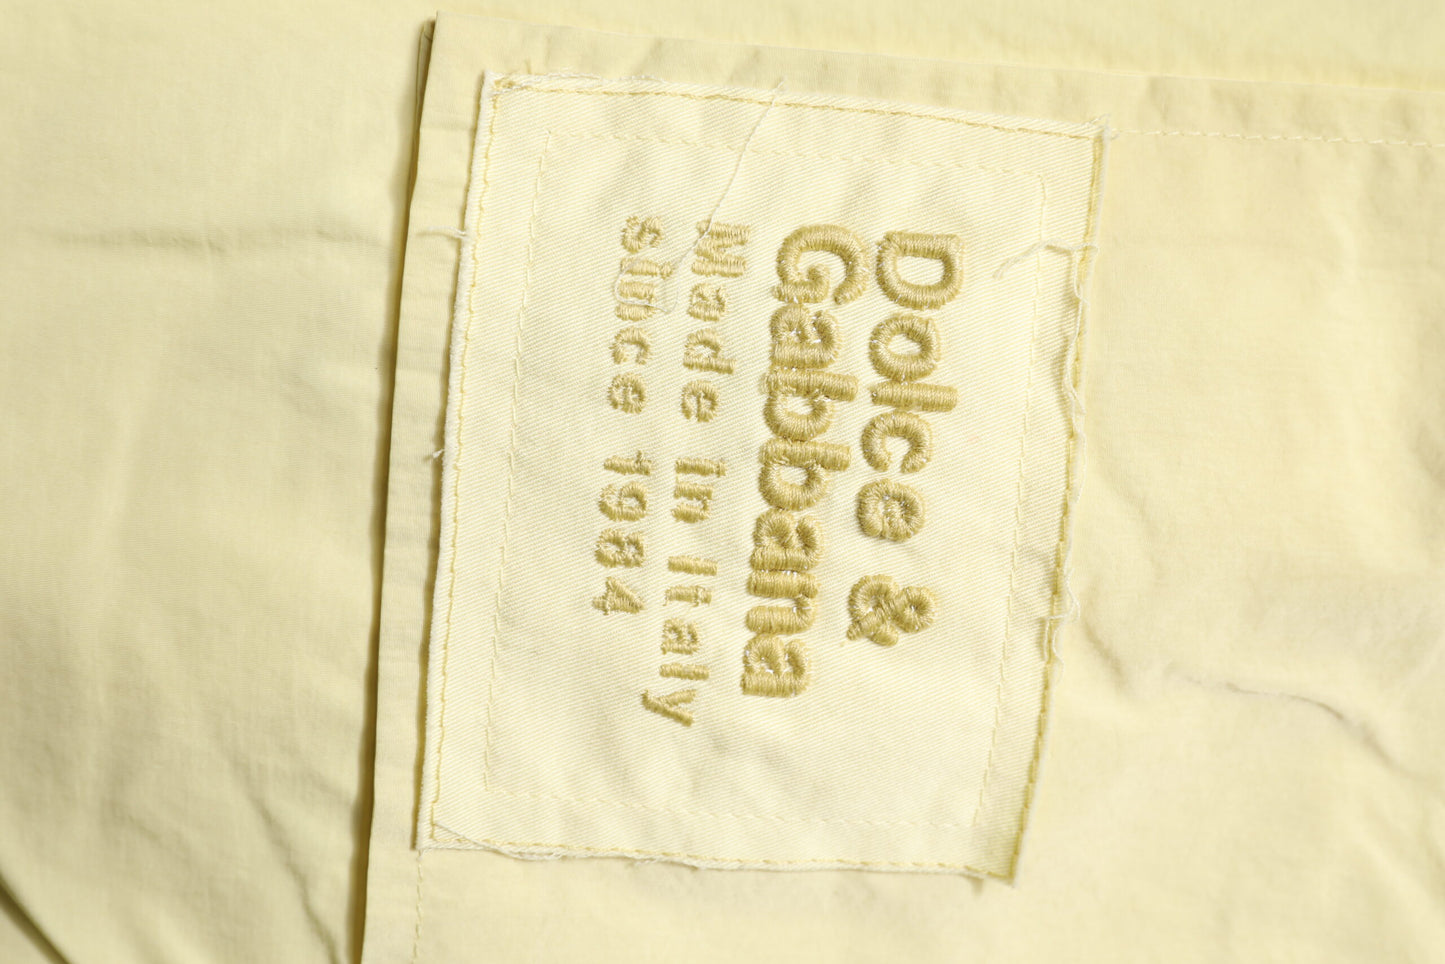 Dolce &
Gabbana
Made in Italy
since 1984